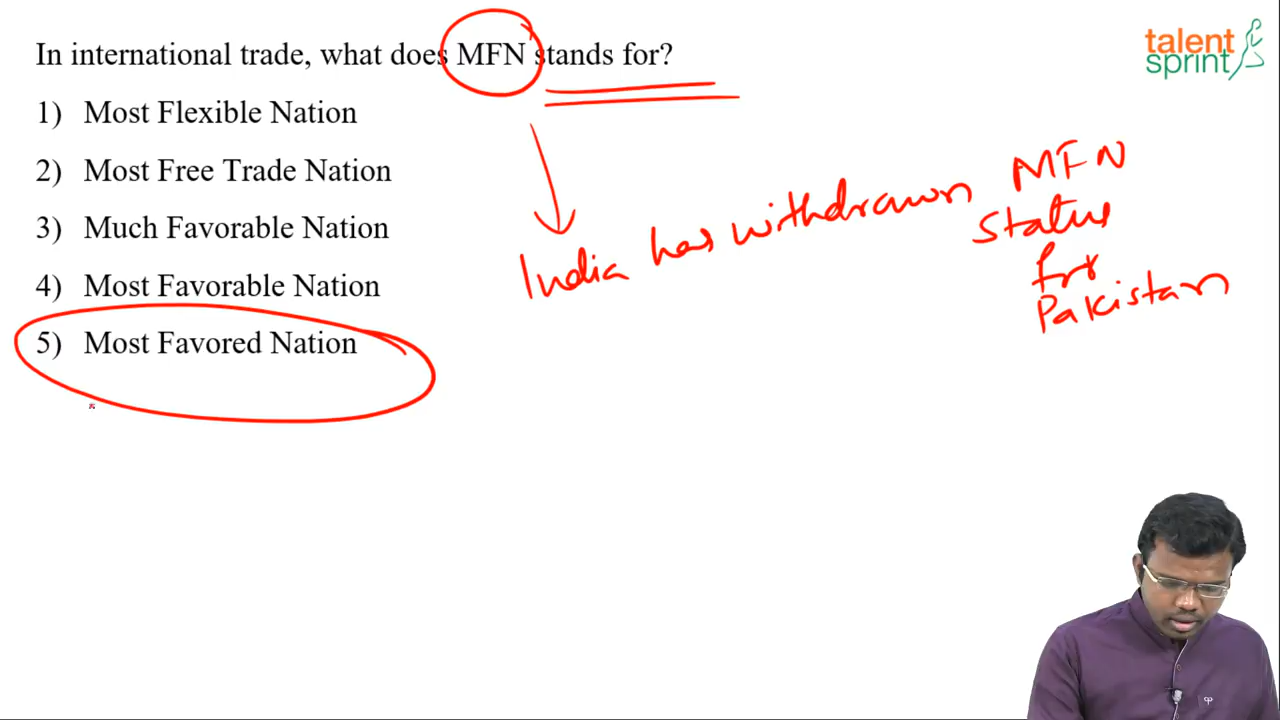 In international trade, what does MFN stands for?
1) Most Flexible Nation
2) Most Free Trade Nation
3) Much Favorable Nation
4) Most Favorable Nation
5) Most Favored Nation
India has withdrawn MFN
status
for
Pakistan
talent
sprint